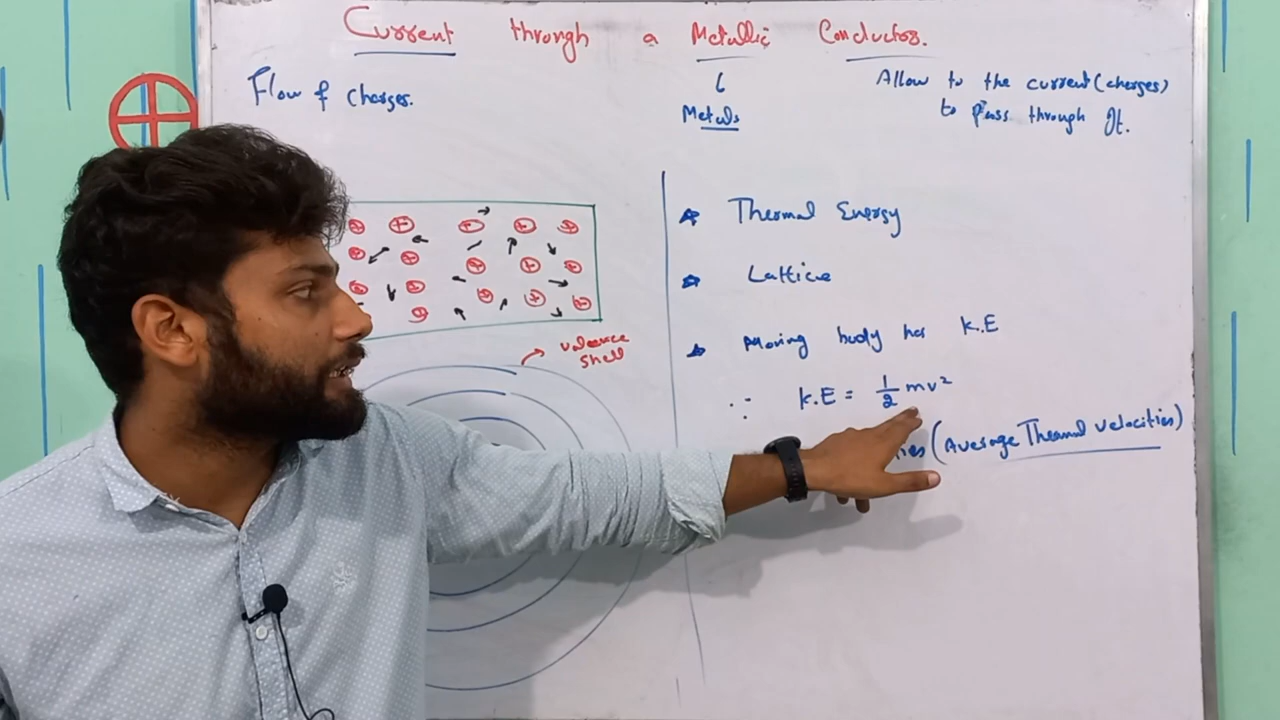 Current through a Metallic Conductor.
Flow of charges.
Metals
Allow to the current (charges)
to pass through It.
Thermal Energy
Lattice
Moving body has K.E
∵ K.E = 1/2 mv²
(Average Thermal velocities)
valence
shell